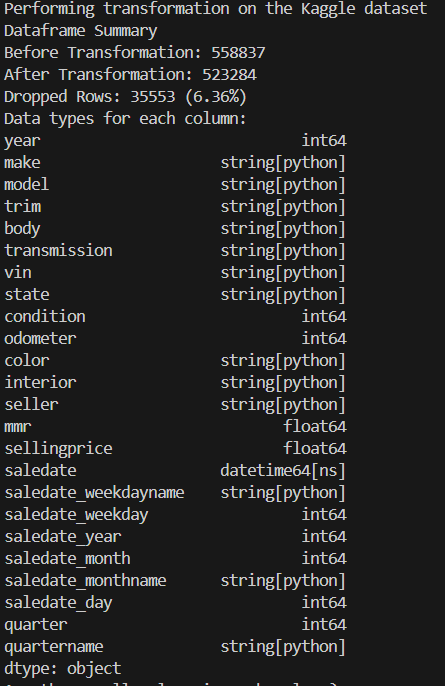 Performing transformation on the Kaggle dataset
Dataframe Summary
Before Transformation: 558837
After Transformation: 523284
Dropped Rows: 35553 (6.36%)
Data types for each column:
year int64
make string[python]
model string[python]
trim string[python]
body string[python]
transmission string[python]
vin string[python]
state string[python]
condition int64
odometer int64
color string[python]
interior string[python]
seller string[python]
mmr float64
sellingprice float64
saledate datetime64[ns]
saledate_weekdayname string[python]
saledate_weekday int64
saledate_year int64
saledate_month int64
saledate_monthname string[python]
saledate_day int64
quarter int64
quartername string[python]
dtype: object